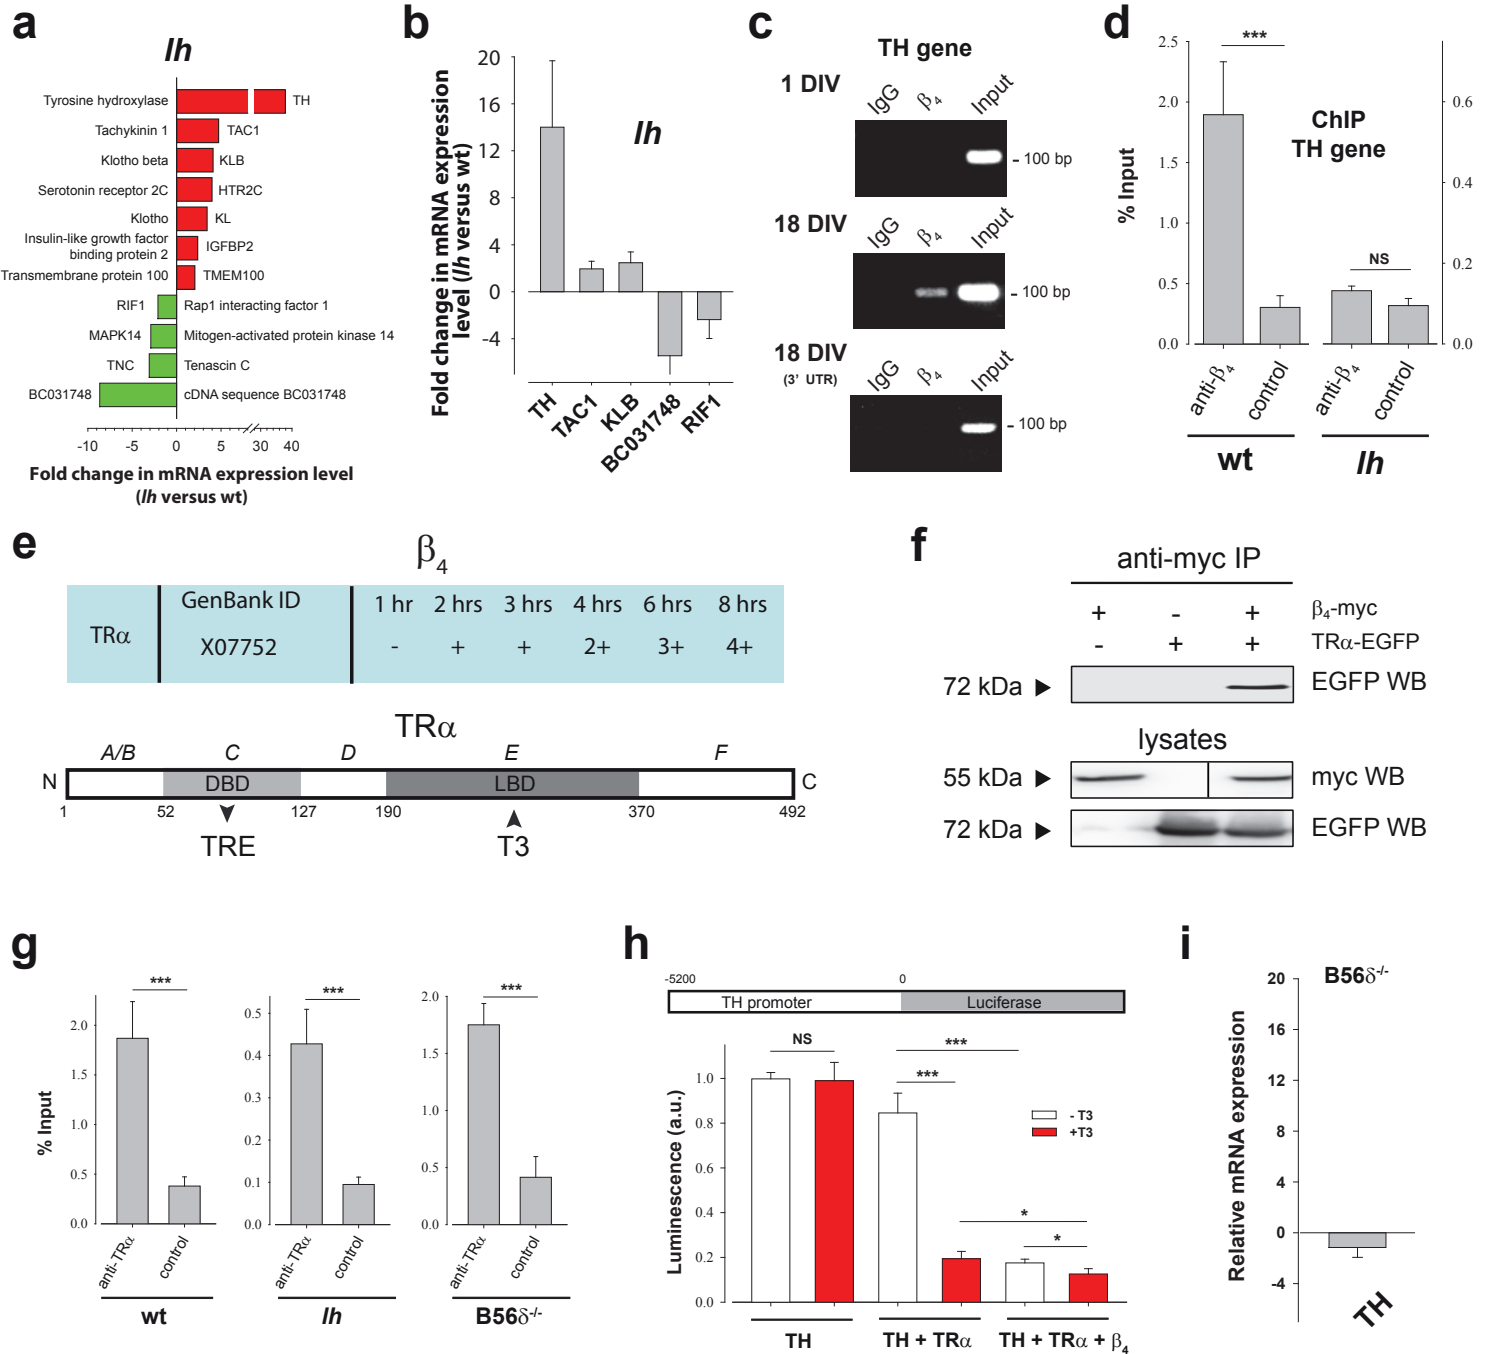 a
lh
Tyrosine hydroxylase TH
Tachykinin 1 TAC1
Klotho beta KLB
Serotonin receptor 2C HTR2C
Klotho KL
Insulin-like growth factor
binding protein 2 IGFBP2
Transmembrane protein 100 TMEM100
RIF1 Rap1 interacting factor 1
MAPK14 Mitogen-activated protein kinase 14
TNC Tenascin C
BC031748 cDNA sequence BC031748
-10 -5 0 5 30 40
Fold change in mRNA expression level
(lh versus wt)
b
Fold change in mRNA expression
level (lh versus wt)
20
16
12
8
4
0
-4
lh
TH TAC1 KLB BC031748 RIF1
c
TH gene
1 DIV
IgG β4 Input
- 100 bp
18 DIV
IgG β4 Input
- 100 bp
18 DIV
(3' UTR)
IgG β4 Input
- 100 bp
d
% Input
2.5
2.0
1.5
1.0
0.5
0.0
***
ChIP
TH gene
NS
0.6
0.4
0.2
0.0
anti-β4 control anti-β4 control
wt lh
e
β4
TRα
GenBank ID 1 hr 2 hrs 3 hrs 4 hrs 6 hrs 8 hrs
X07752 - + + 2+ 3+ 4+
TRα
A/B C D E F
N DBD LBD C
1 52 127 190 370 492
TRE T3
f
anti-myc IP
+ - + β4-myc
- + + TRα-EGFP
72 kDa EGFP WB
lysates
55 kDa myc WB
72 kDa EGFP WB
g
% Input
***
2.0
1.5
1.0
0.5
0.0
anti-TRα control
wt
***
0.5
0.4
0.3
0.2
0.1
0.0
anti-TRα control
lh
***
2.0
1.5
1.0
0.5
0.0
anti-TRα control
B56δ-/-
h
-5200 0
TH promoter Luciferase
Luminescence (a.u.)
1.0
0.8
0.6
0.4
0.2
0.0
NS
***
***
*
*
- T3
+T3
TH TH + TRα TH + TRα + β4
i
B56δ-/-
Relative mRNA expression
20
16
12
8
4
0
-4
TH